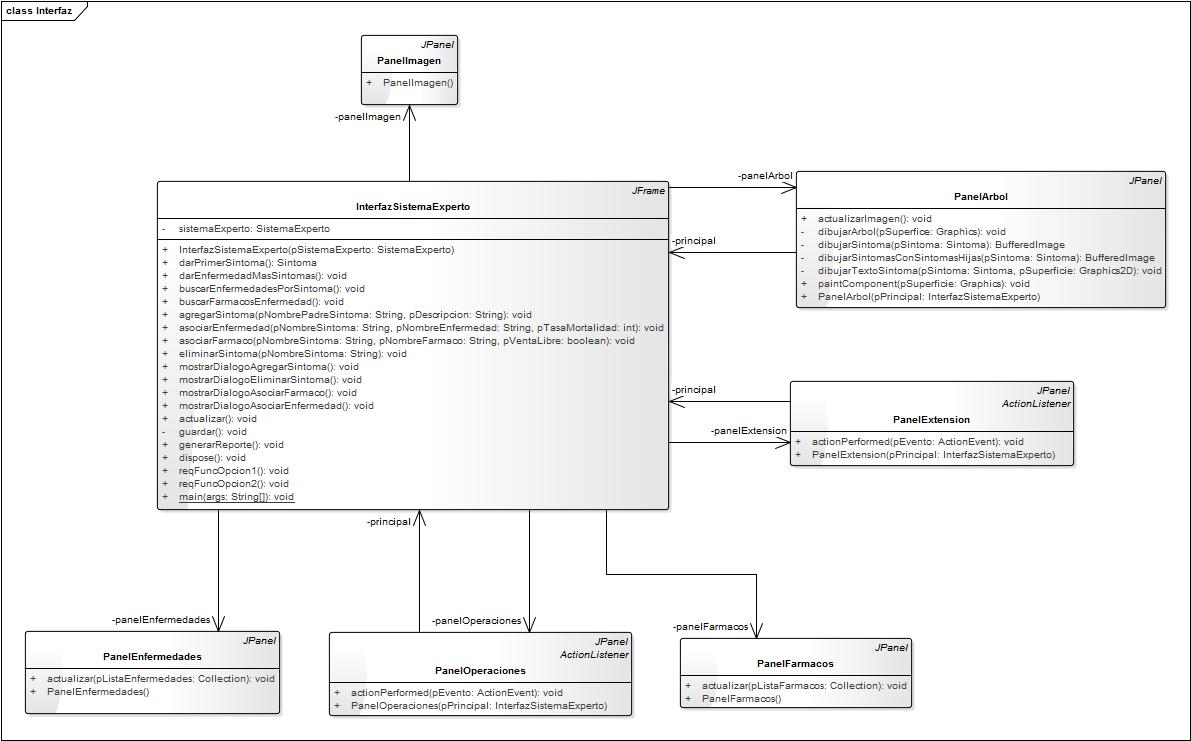 class Interfaz
JPanel
PanelImagen
+ PanelImagen()
-panelImagen
JFrame
InterfazSistemaExperto
- sistemaExperto: SistemaExperto
+ InterfazSistemaExperto(pSistemaExperto: SistemaExperto)
+ darPrimerSintoma(): Sintoma
+ darEnfermedadMasSintomas(): void
+ buscarEnfermedadesPorSintoma(): void
+ buscarFarmacosEnfermedad(): void
+ agregarSintoma(pNombrePadreSintoma: String, pDescripcion: String): void
+ asociarEnfermedad(pNombreSintoma: String, pNombreEnfermedad: String, pTasaMortalidad: int): void
+ asociarFarmaco(pNombreSintoma: String, pNombreFarmaco: String, pVentaLibre: boolean): void
+ eliminarSintoma(pNombreSintoma: String): void
+ mostrarDialogoAgregarSintoma(): void
+ mostrarDialogoEliminarSintoma(): void
+ mostrarDialogoAsociarFarmaco(): void
+ mostrarDialogoAsociarEnfermedad(): void
+ actualizar(): void
- guardar(): void
+ generarReporte(): void
+ dispose(): void
+ reqFuncOpcion1(): void
+ reqFuncOpcion2(): void
+ main(args: String[]): void
-panelArbol
-principal
JPanel
PanelArbol
+ actualizarImagen(): void
- dibujarArbol(pSuperfice: Graphics): void
- dibujarSintoma(pSintoma: Sintoma): BufferedImage
- dibujarSintomasConSintomasHijas(pSintoma: Sintoma): BufferedImage
- dibujarTextoSintoma(pSintoma: Sintoma, pSuperficie: Graphics2D): void
+ paintComponent(pSuperficie: Graphics): void
+ PanelArbol(pPrincipal: InterfazSistemaExperto)
-principal
-panelExtension
JPanel
ActionListener
PanelExtension
+ actionPerformed(pEvento: ActionEvent): void
+ PanelExtension(pPrincipal: InterfazSistemaExperto)
-principal
-panelEnfermedades
-panelOperaciones
-panelFarmacos
JPanel
PanelEnfermedades
+ actualizar(pListaEnfermedades: Collection): void
+ PanelEnfermedades()
JPanel
ActionListener
PanelOperaciones
+ actionPerformed(pEvento: ActionEvent): void
+ PanelOperaciones(pPrincipal: InterfazSistemaExperto)
JPanel
PanelFarmacos
+ actualizar(pListaFarmacos: Collection): void
+ PanelFarmacos()